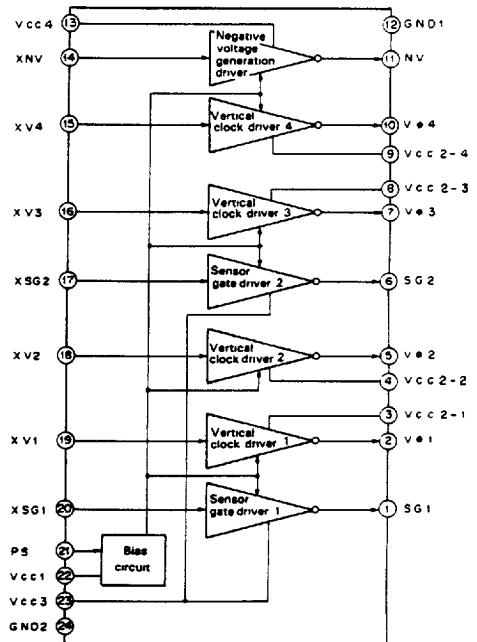 Vcc4 13 12 GND1
Negative
voltage
generation
driver
XNV 14 11 NV
XV4 15 Vertical
clock driver 4 10 Vφ4
9 Vcc2-4
8 Vcc2-3
XV3 16 Vertical
clock driver 3 7 Vφ3
XSG2 17 Sensor
gate driver 2 6 SG2
XV2 18 Vertical
clock driver 2 5 Vφ2
4 Vcc2-2
3 Vcc2-1
XV1 19 Vertical
clock driver 1 2 Vφ1
XSG1 20 Sensor
gate driver 1 1 SG1
PS 21 Bias
circuit
Vcc1 22
Vcc3 23
GND2 24